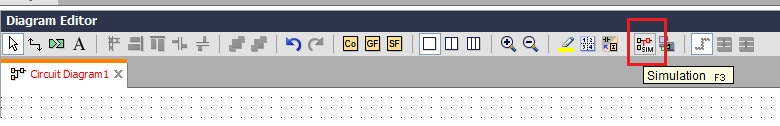 Diagram Editor
A Co GF SF SIM
Circuit Diagram1 X
Simulation F3